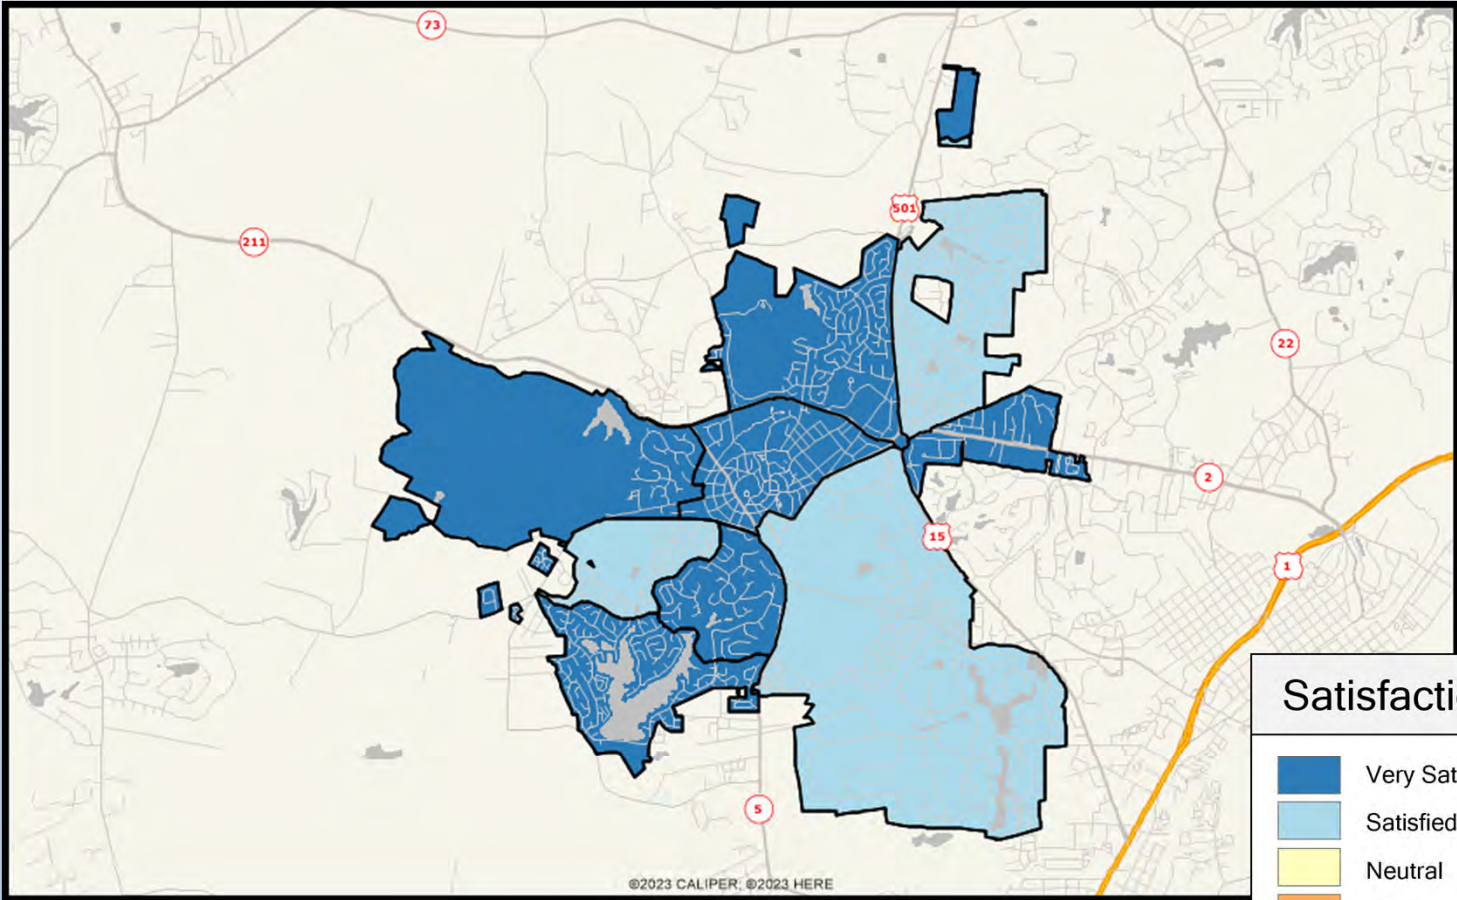 73
501
211
22
2
15
1
Satisfacti
Very Sat
Satisfied
5
Neutral
©2023 CALIPER; ©2023 HERE